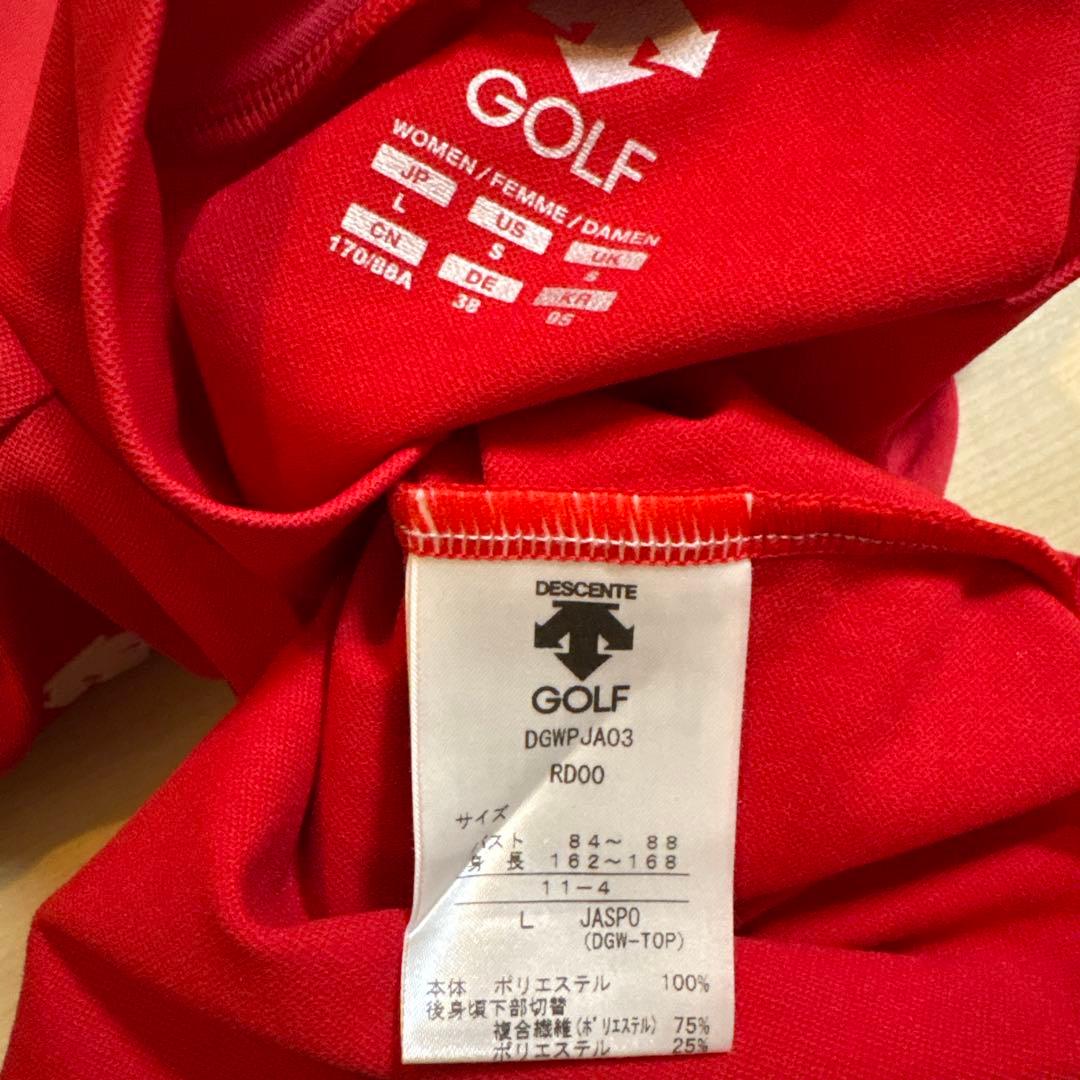 GOLF
WOMEN/FEMME/DAMEN
JP US UK
L S S
CN DE KR
170/88A 38 95
DESCENTE
GOLF
DGWPJA03
RD00
サイズ
バスト 84～ 88
身 長 162～168
11-4
L JASPO
(DGW-TOP)
本体 ポリエステル 100%
後身頃下部切替
複合繊維(ﾎﾟﾘｴｽﾃﾙ) 75%
ポリエステル 25%